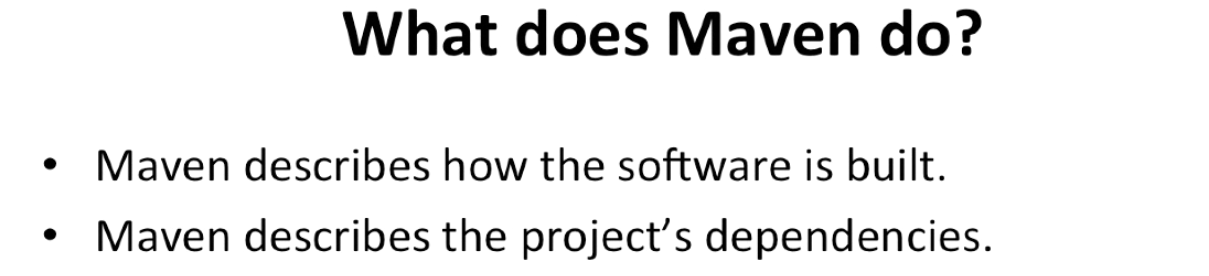 What does Maven do?
• Maven describes how the software is built.
• Maven describes the project’s dependencies.